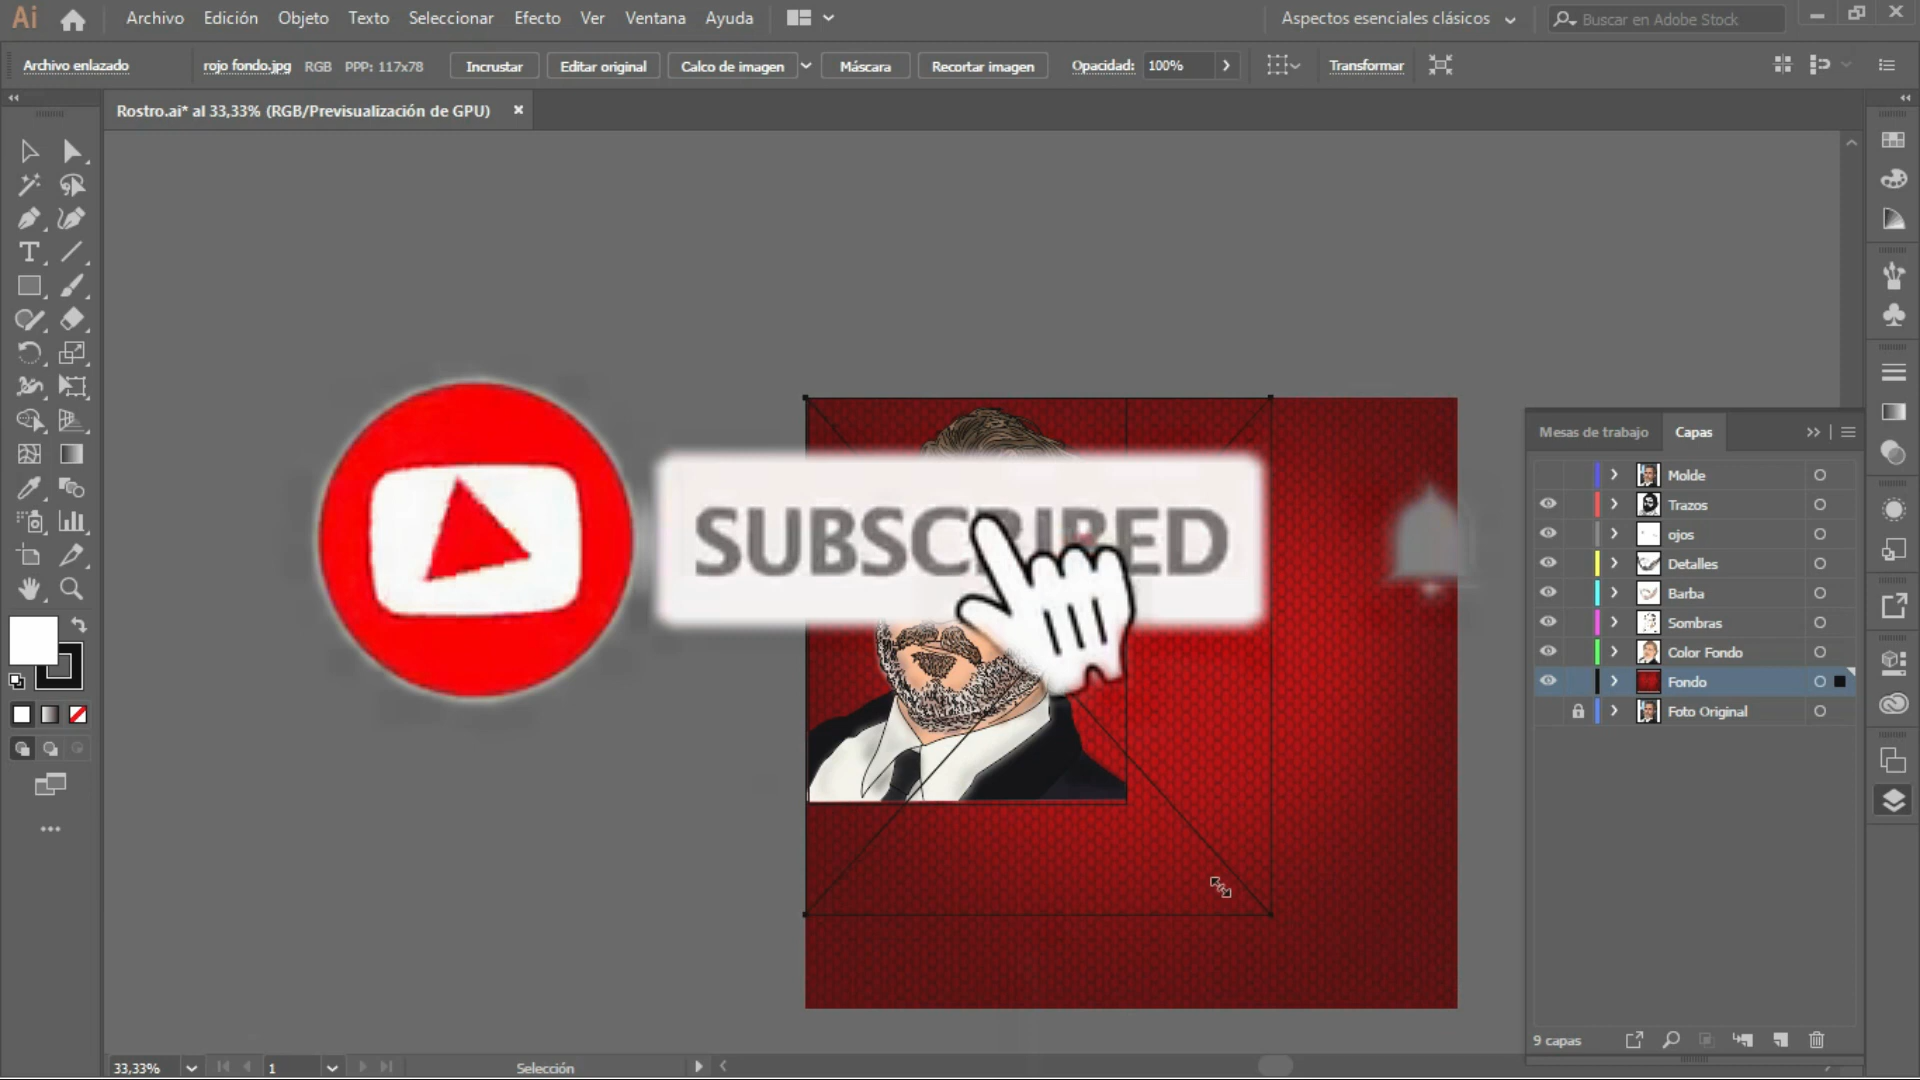 Ai
Archivo Edición Objeto Texto Seleccionar Efecto Ver Ventana Ayuda
Aspectos esenciales clásicos
Buscar en Adobe Stock
Archivo enlazado
rojo fondo.jpg RGB PPP: 117x78
Incrustar Editar original Calco de imagen Máscara Recortar imagen
Opacidad: 100%
Transformar
Rostro.ai* al 33,33% (RGB/Previsualización de GPU)
SUBSCRIBED
Mesas de trabajo Capas
Molde
Trazos
ojos
Detalles
Barba
Sombras
Color Fondo
Fondo
Foto Original
9 capas
33,33% 1 Selección